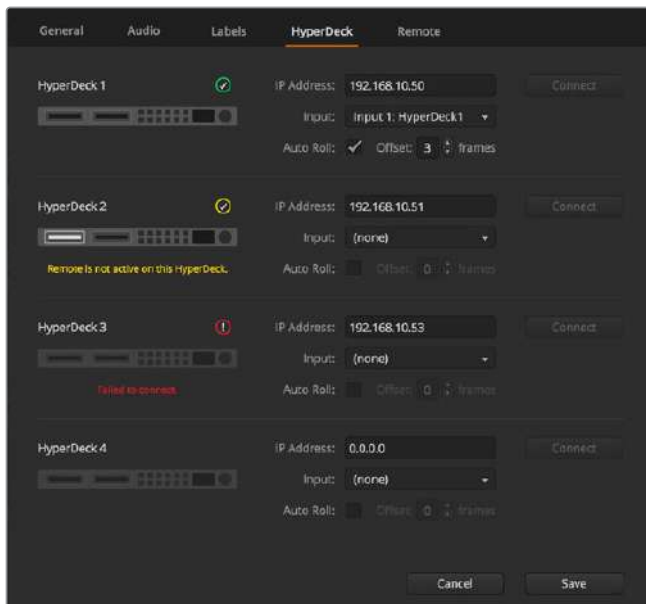 General Audio Labels HyperDeck Remote
HyperDeck 1 IP Address: 192.168.10.50 Connect
Input: Input 1: HyperDeck1
Auto Roll: Offset: 3 frames
HyperDeck 2 IP Address: 192.168.10.51 Connect
Input: (none)
Remote is not active on this HyperDeck.
Auto Roll: Offset: 0 frames
HyperDeck 3 IP Address: 192.168.10.53 Connect
Input: (none)
Failed to connect
Auto Roll: Offset: 0 frames
HyperDeck 4 IP Address: 0.0.0.0 Connect
Input: (none)
Auto Roll: Offset: 0 frames
Cancel Save